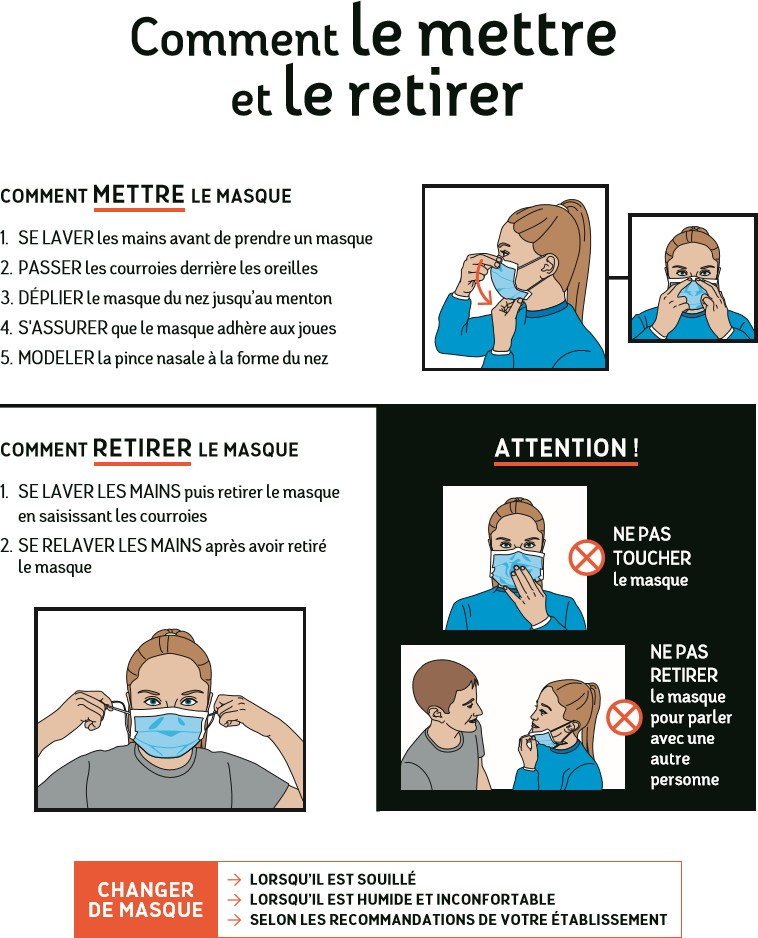 Comment le mettre
et le retirer
COMMENT METTRE LE MASQUE
1. SE LAVER les mains avant de prendre un masque
2. PASSER les courroies derrière les oreilles
3. DÉPLIER le masque du nez jusqu'au menton
4. S'ASSURER que le masque adhère aux joues
5. MODELER la pince nasale à la forme du nez
COMMENT RETIRER LE MASQUE
1. SE LAVER LES MAINS puis retirer le masque
en saisissant les courroies
2. SE RELAVER LES MAINS après avoir retiré
le masque
ATTENTION !
NE PAS
TOUCHER
le masque
NE PAS
RETIRER
le masque
pour parler
avec une
autre
personne
CHANGER
DE MASQUE
→ LORSQU'IL EST SOUILLÉ
→ LORSQU'IL EST HUMIDE ET INCONFORTABLE
→ SELON LES RECOMMANDATIONS DE VOTRE ÉTABLISSEMENT